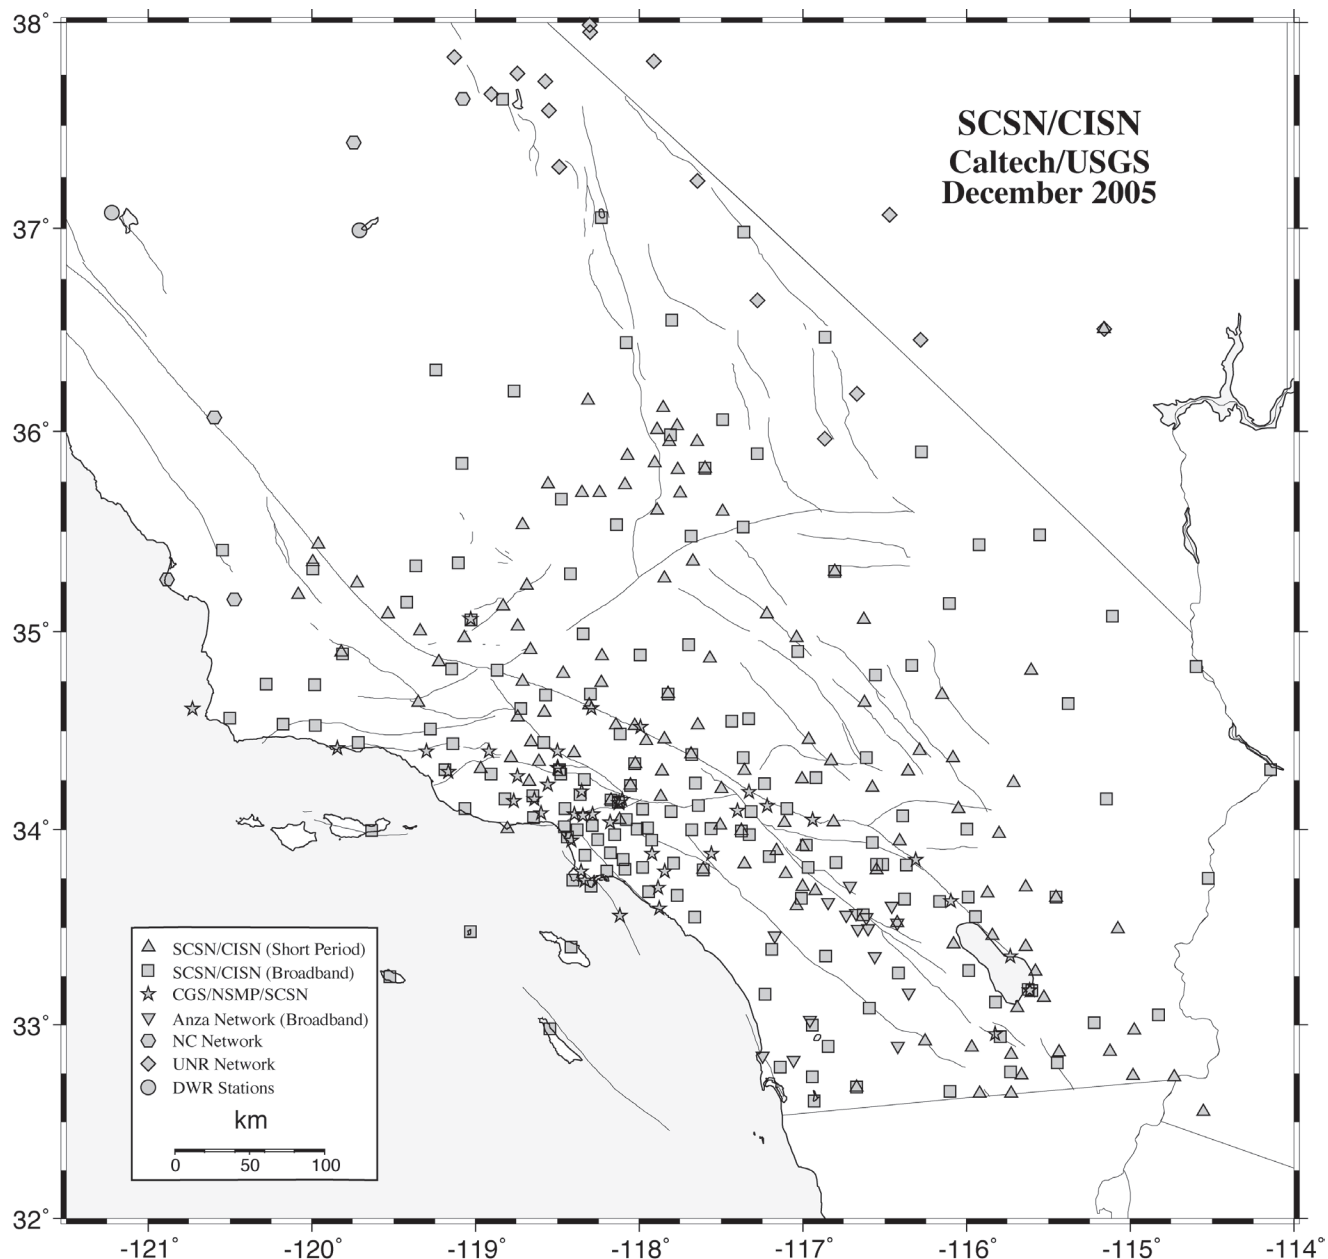 SCSN/CISN
Caltech/USGS
December 2005
38°
37°
36°
35°
34°
33°
32°
SCSN/CISN (Short Period)
SCSN/CISN (Broadband)
CGS/NSMP/SCSN
Anza Network (Broadband)
NC Network
UNR Network
DWR Stations
km
0 50 100
-121° -120° -119° -118° -117° -116° -115° -114°